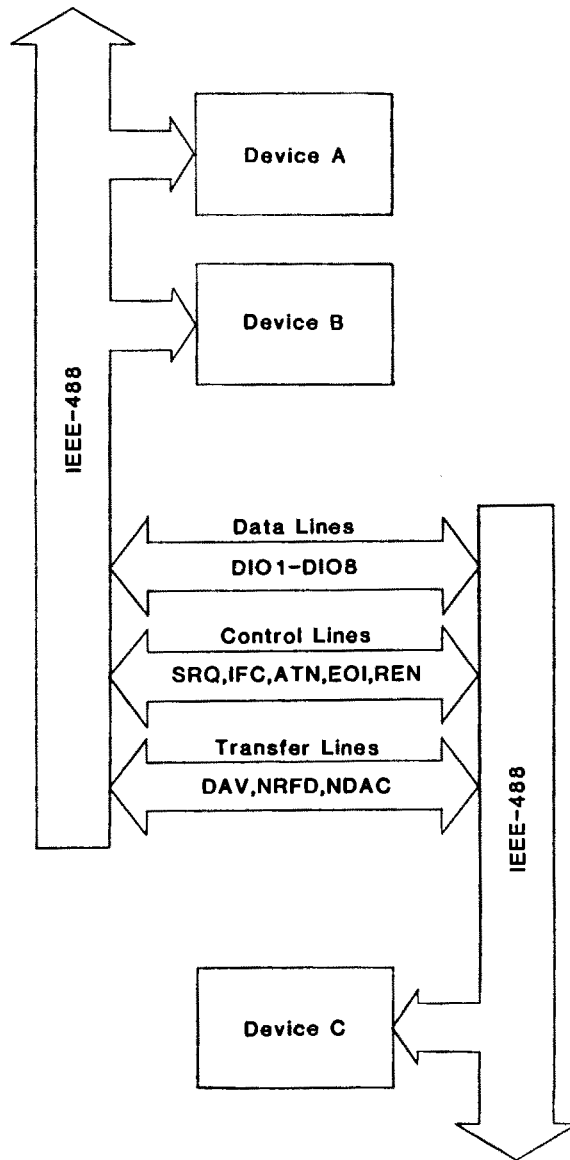 Device A
Device B
IEEE-488
Data Lines
DIO1-DIO8
Control Lines
SRQ,IFC,ATN,EOI,REN
Transfer Lines
DAV,NRFD,NDAC
IEEE-488
Device C